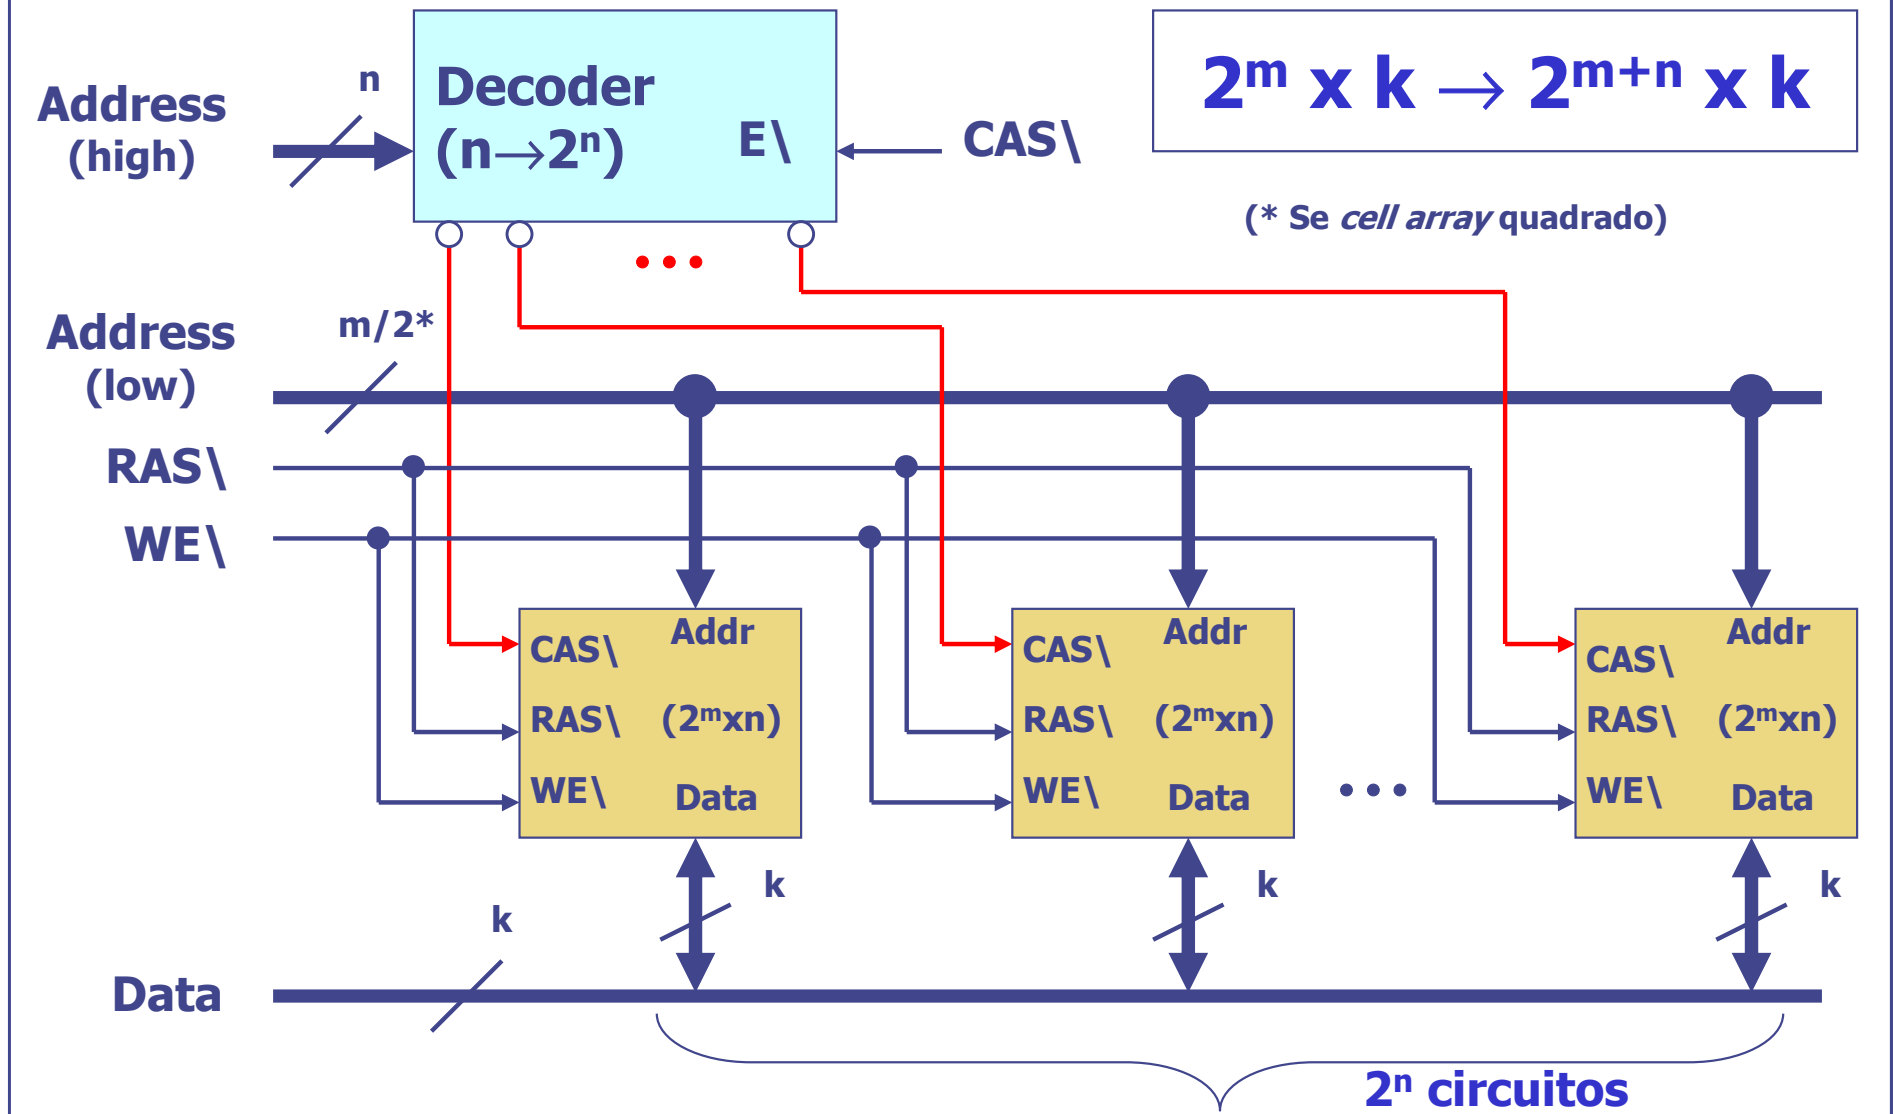 Address
(high)
n
Decoder
(n→2ⁿ)
E\
CAS\
2ᵐ x k → 2ᵐ⁺ⁿ x k
(* Se cell array quadrado)
•••
Address
(low)
m/2*
RAS\
WE\
CAS\
Addr
RAS\
(2ᵐxn)
WE\
Data
CAS\
Addr
RAS\
(2ᵐxn)
WE\
Data
•••
CAS\
Addr
RAS\
(2ᵐxn)
WE\
Data
k
k
k
k
Data
2ⁿ circuitos